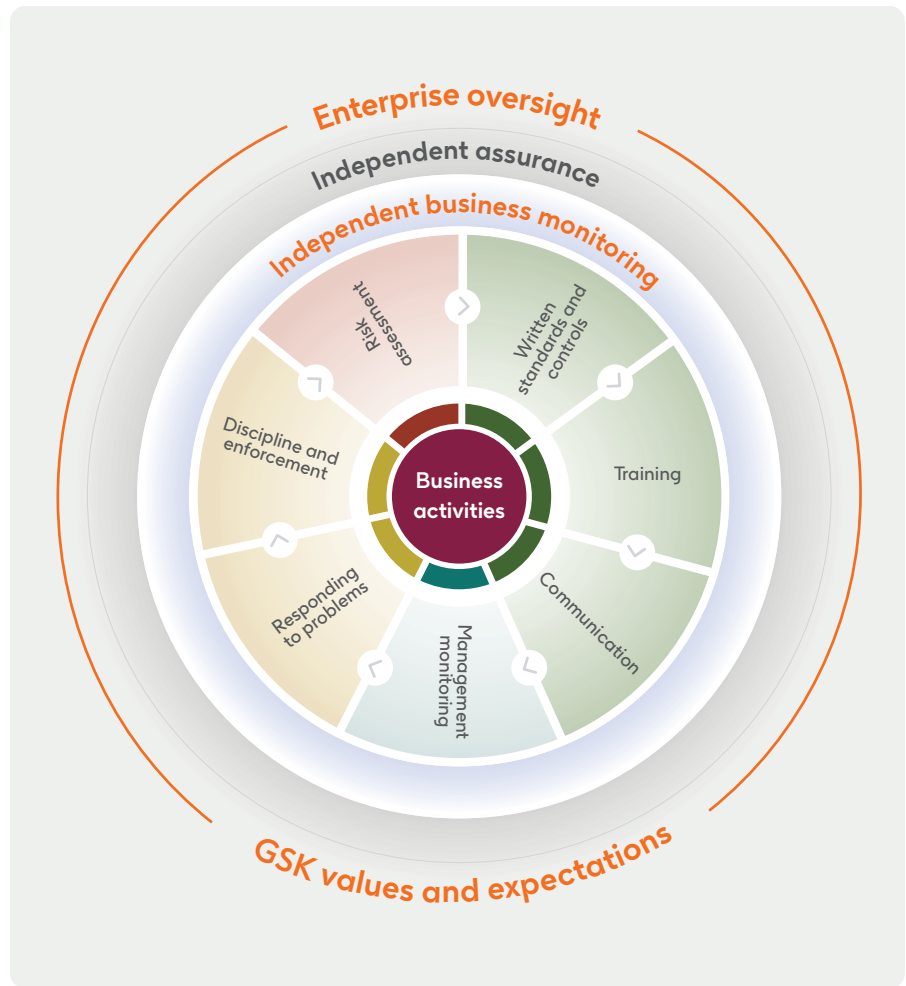 Enterprise oversight
Independent assurance
Independent business monitoring
Risk
assessment
Written
standards and
controls
Training
Communication
Management
monitoring
Responding
to problems
Discipline and
enforcement
Business
activities
GSK values and expectations